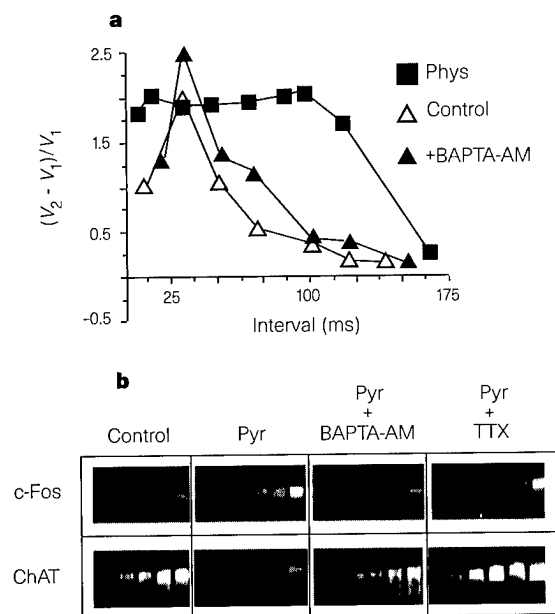 a
2.5
Phys
Control
+BAPTA-AM
1.5
(V2 - V1)/V1
0.5
-0.5
25
100
175
Interval (ms)
b
Control
Pyr
Pyr
+
BAPTA-AM
Pyr
+
TTX
c-Fos
ChAT